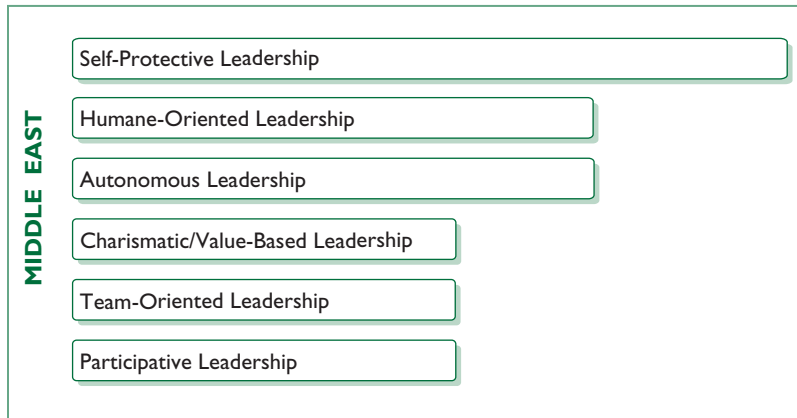 MIDDLE EAST
Self-Protective Leadership
Humane-Oriented Leadership
Autonomous Leadership
Charismatic/Value-Based Leadership
Team-Oriented Leadership
Participative Leadership